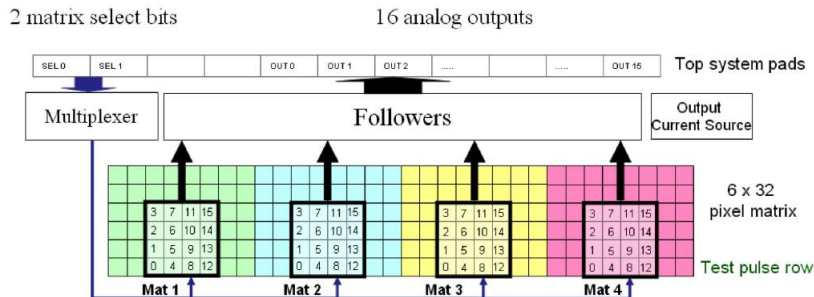 2 matrix select bits 16 analog outputs
SEL 0 SEL 1 OUT 0 OUT 1 OUT 2 ..... ..... OUT 15 Top system pads
Multiplexer Followers Output
Current Source
6 x 32
pixel matrix
3 7 11 15 3 7 11 15 3 7 11 15 3 7 11 15
2 6 10 14 2 6 10 14 2 6 10 14 2 6 10 14
1 5 9 13 1 5 9 13 1 5 9 13 1 5 9 13
0 4 8 12 0 4 8 12 0 4 8 12 0 4 8 12 Test pulse row
Mat 1 Mat 2 Mat 3 Mat 4